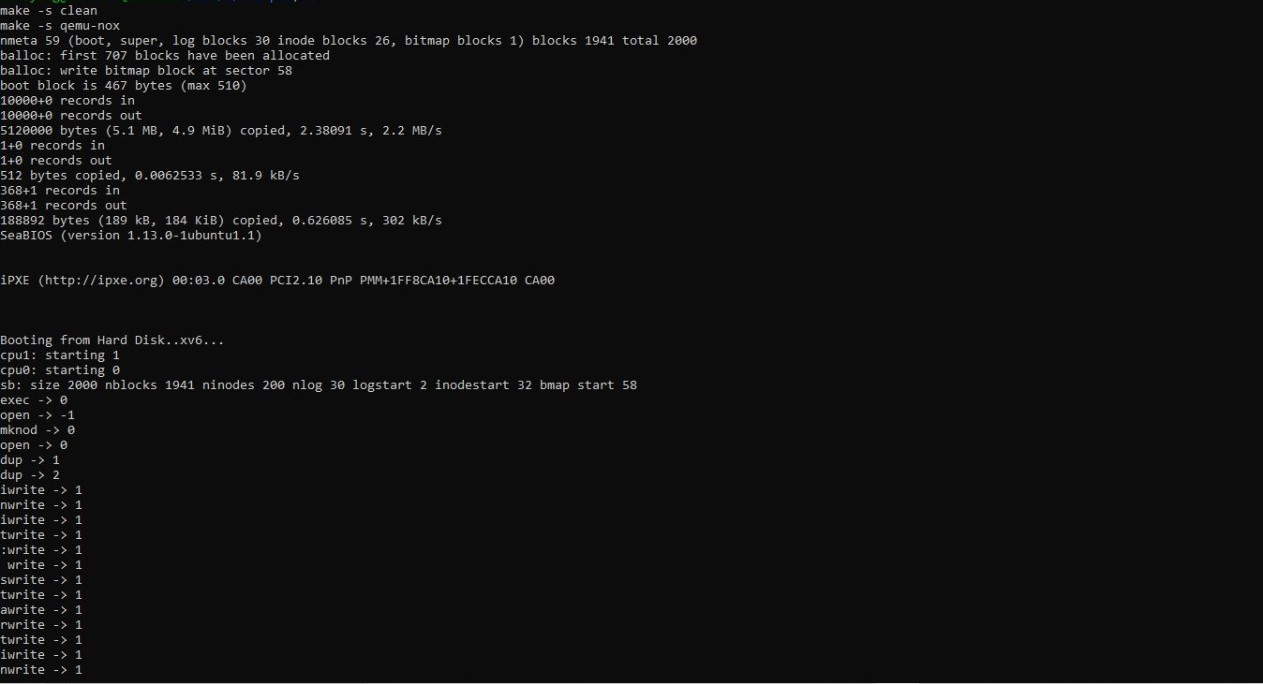 make -s clean
make -s qemu-nox
nmeta 59 (boot, super, log blocks 30 inode blocks 26, bitmap blocks 1) blocks 1941 total 2000
balloc: first 707 blocks have been allocated
balloc: write bitmap block at sector 58
boot block is 467 bytes (max 510)
10000+0 records in
10000+0 records out
5120000 bytes (5.1 MB, 4.9 MiB) copied, 2.38091 s, 2.2 MB/s
1+0 records in
1+0 records out
512 bytes copied, 0.0062533 s, 81.9 kB/s
368+1 records in
368+1 records out
188892 bytes (189 kB, 184 KiB) copied, 0.626085 s, 302 kB/s
SeaBIOS (version 1.13.0-1ubuntu1.1)
iPXE (http://ipxe.org) 00:03.0 CA00 PCI2.10 PnP PMM+1FF8CA10+1FECCA10 CA00
Booting from Hard Disk..xv6...
cpu1: starting 1
cpu0: starting 0
sb: size 2000 nblocks 1941 ninodes 200 nlog 30 logstart 2 inodestart 32 bmap start 58
exec -> 0
open -> -1
mknod -> 0
open -> 0
dup -> 1
dup -> 2
iwrite -> 1
nwrite -> 1
iwrite -> 1
twrite -> 1
:write -> 1
 write -> 1
swrite -> 1
twrite -> 1
awrite -> 1
rwrite -> 1
twrite -> 1
iwrite -> 1
nwrite -> 1